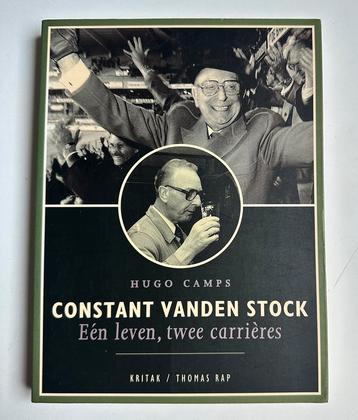 HUGO CAMPS
CONSTANT VANDEN STOCK
Eén leven, twee carrières
KRITAK / THOMAS RAP